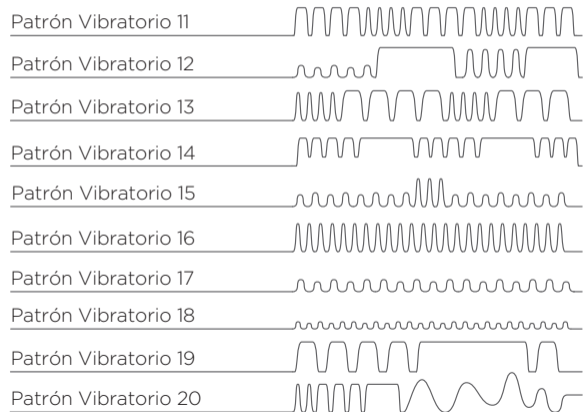 Patrón Vibratorio 11
Patrón Vibratorio 12
Patrón Vibratorio 13
Patrón Vibratorio 14
Patrón Vibratorio 15
Patrón Vibratorio 16
Patrón Vibratorio 17
Patrón Vibratorio 18
Patrón Vibratorio 19
Patrón Vibratorio 20